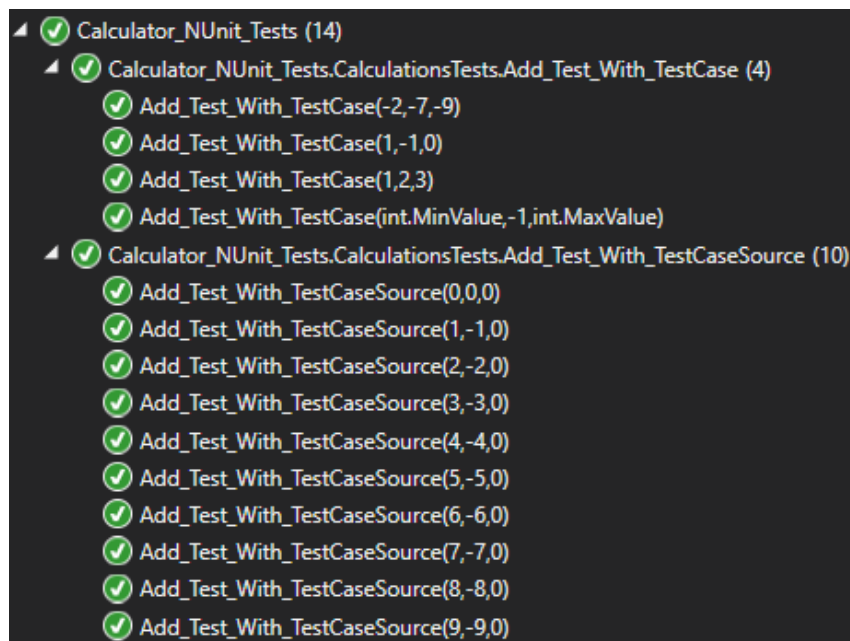 Calculator_NUnit_Tests (14)
Calculator_NUnit_Tests.CalculationsTests.Add_Test_With_TestCase (4)
Add_Test_With_TestCase(-2,-7,-9)
Add_Test_With_TestCase(1,-1,0)
Add_Test_With_TestCase(1,2,3)
Add_Test_With_TestCase(int.MinValue,-1,int.MaxValue)
Calculator_NUnit_Tests.CalculationsTests.Add_Test_With_TestCaseSource (10)
Add_Test_With_TestCaseSource(0,0,0)
Add_Test_With_TestCaseSource(1,-1,0)
Add_Test_With_TestCaseSource(2,-2,0)
Add_Test_With_TestCaseSource(3,-3,0)
Add_Test_With_TestCaseSource(4,-4,0)
Add_Test_With_TestCaseSource(5,-5,0)
Add_Test_With_TestCaseSource(6,-6,0)
Add_Test_With_TestCaseSource(7,-7,0)
Add_Test_With_TestCaseSource(8,-8,0)
Add_Test_With_TestCaseSource(9,-9,0)